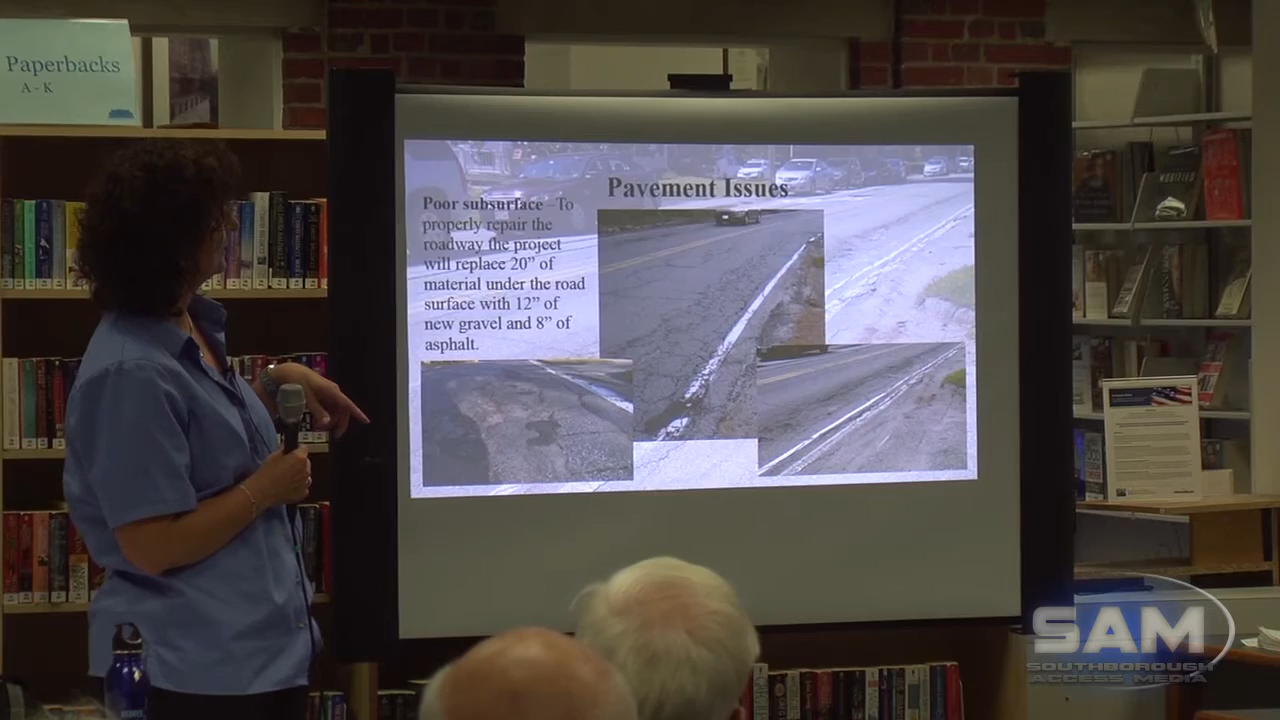 Paperbacks
A - K
Pavement Issues
Poor subsurface - To
properly repair the
roadway the project
will replace 20" of
material under the road
surface with 12" of
new gravel and 8" of
asphalt.
SAM
SOUTHBOROUGH
ACCESS MEDIA